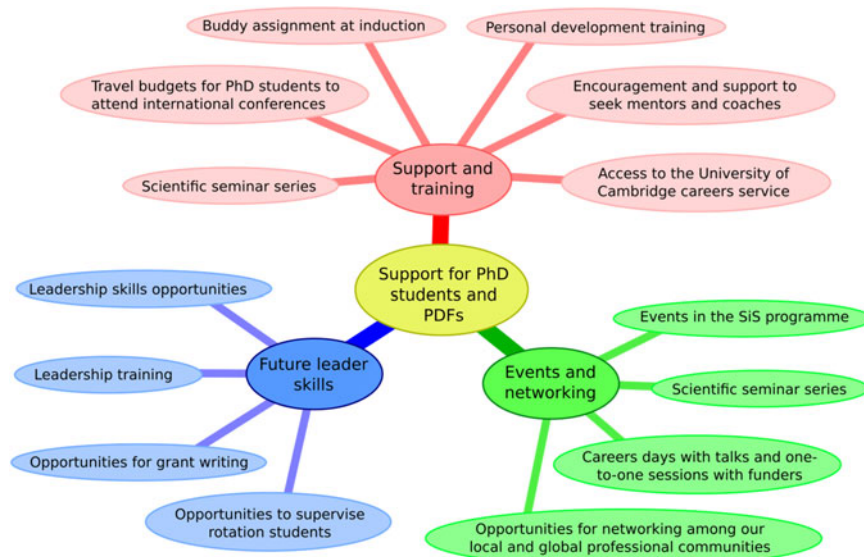 Buddy assignment at induction
Personal development training
Travel budgets for PhD students to
attend international conferences
Encouragement and support to
seek mentors and coaches
Support and
training
Scientific seminar series
Access to the University of
Cambridge careers service
Support for PhD
students and
PDFs
Leadership skills opportunities
Events in the SiS programme
Future leader
skills
Leadership training
Events and
networking
Scientific seminar series
Opportunities for grant writing
Careers days with talks and one-
to-one sessions with funders
Opportunities to supervise
rotation students
Opportunities for networking among our
local and global professional communities